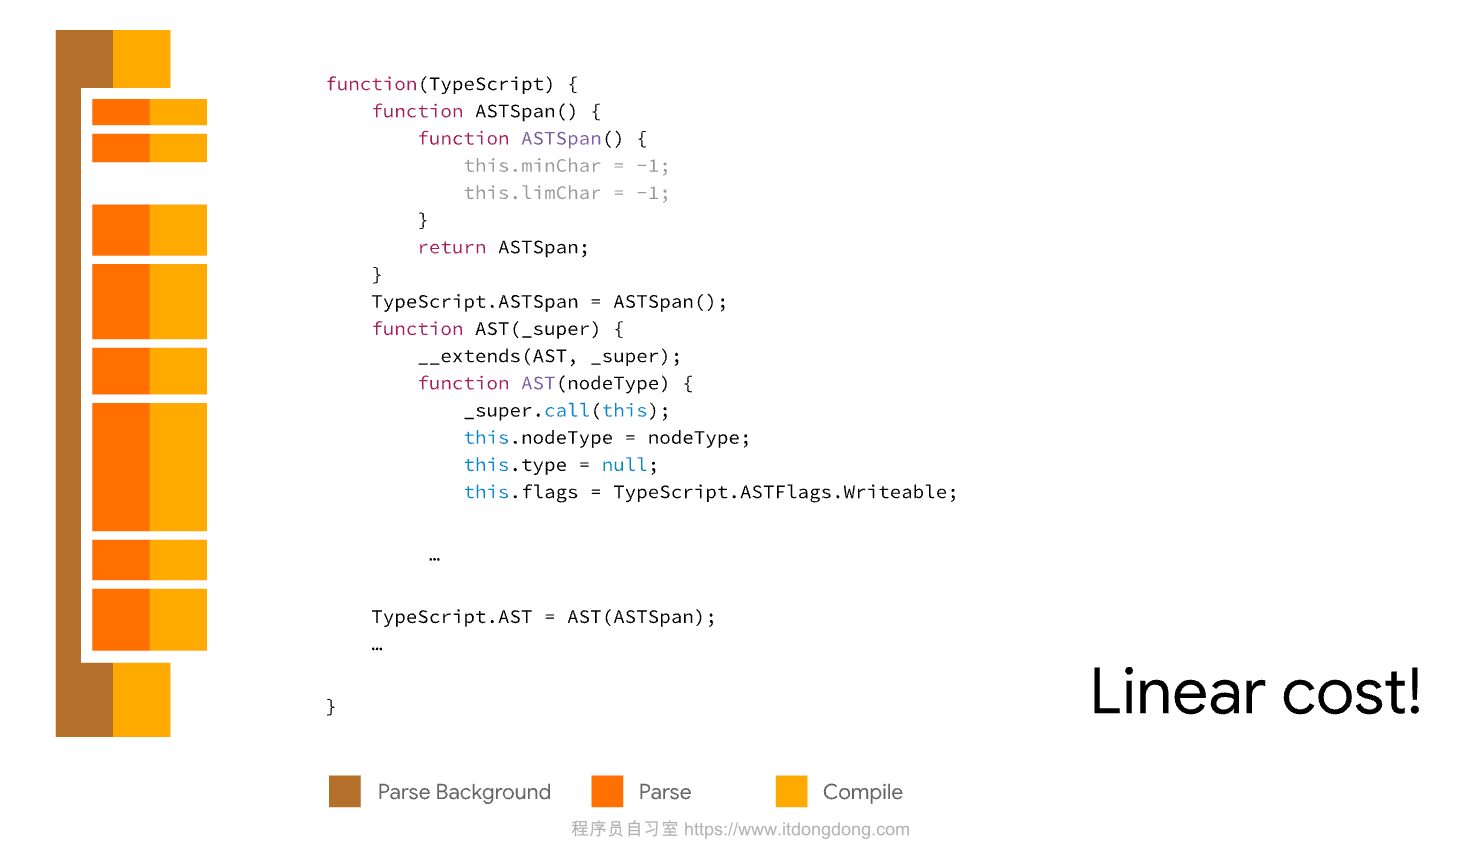 function(TypeScript) {
    function ASTSpan() {
        function ASTSpan() {
            this.minChar = -1;
            this.limChar = -1;
        }
        return ASTSpan;
    }
    TypeScript.ASTSpan = ASTSpan();
    function AST(_super) {
        __extends(AST, _super);
        function AST(nodeType) {
            _super.call(this);
            this.nodeType = nodeType;
            this.type = null;
            this.flags = TypeScript.ASTFlags.Writeable;
         …
    TypeScript.AST = AST(ASTSpan);
    …
}
Linear cost!
Parse Background Parse Compile
程序员自习室 https://www.itdongdong.com